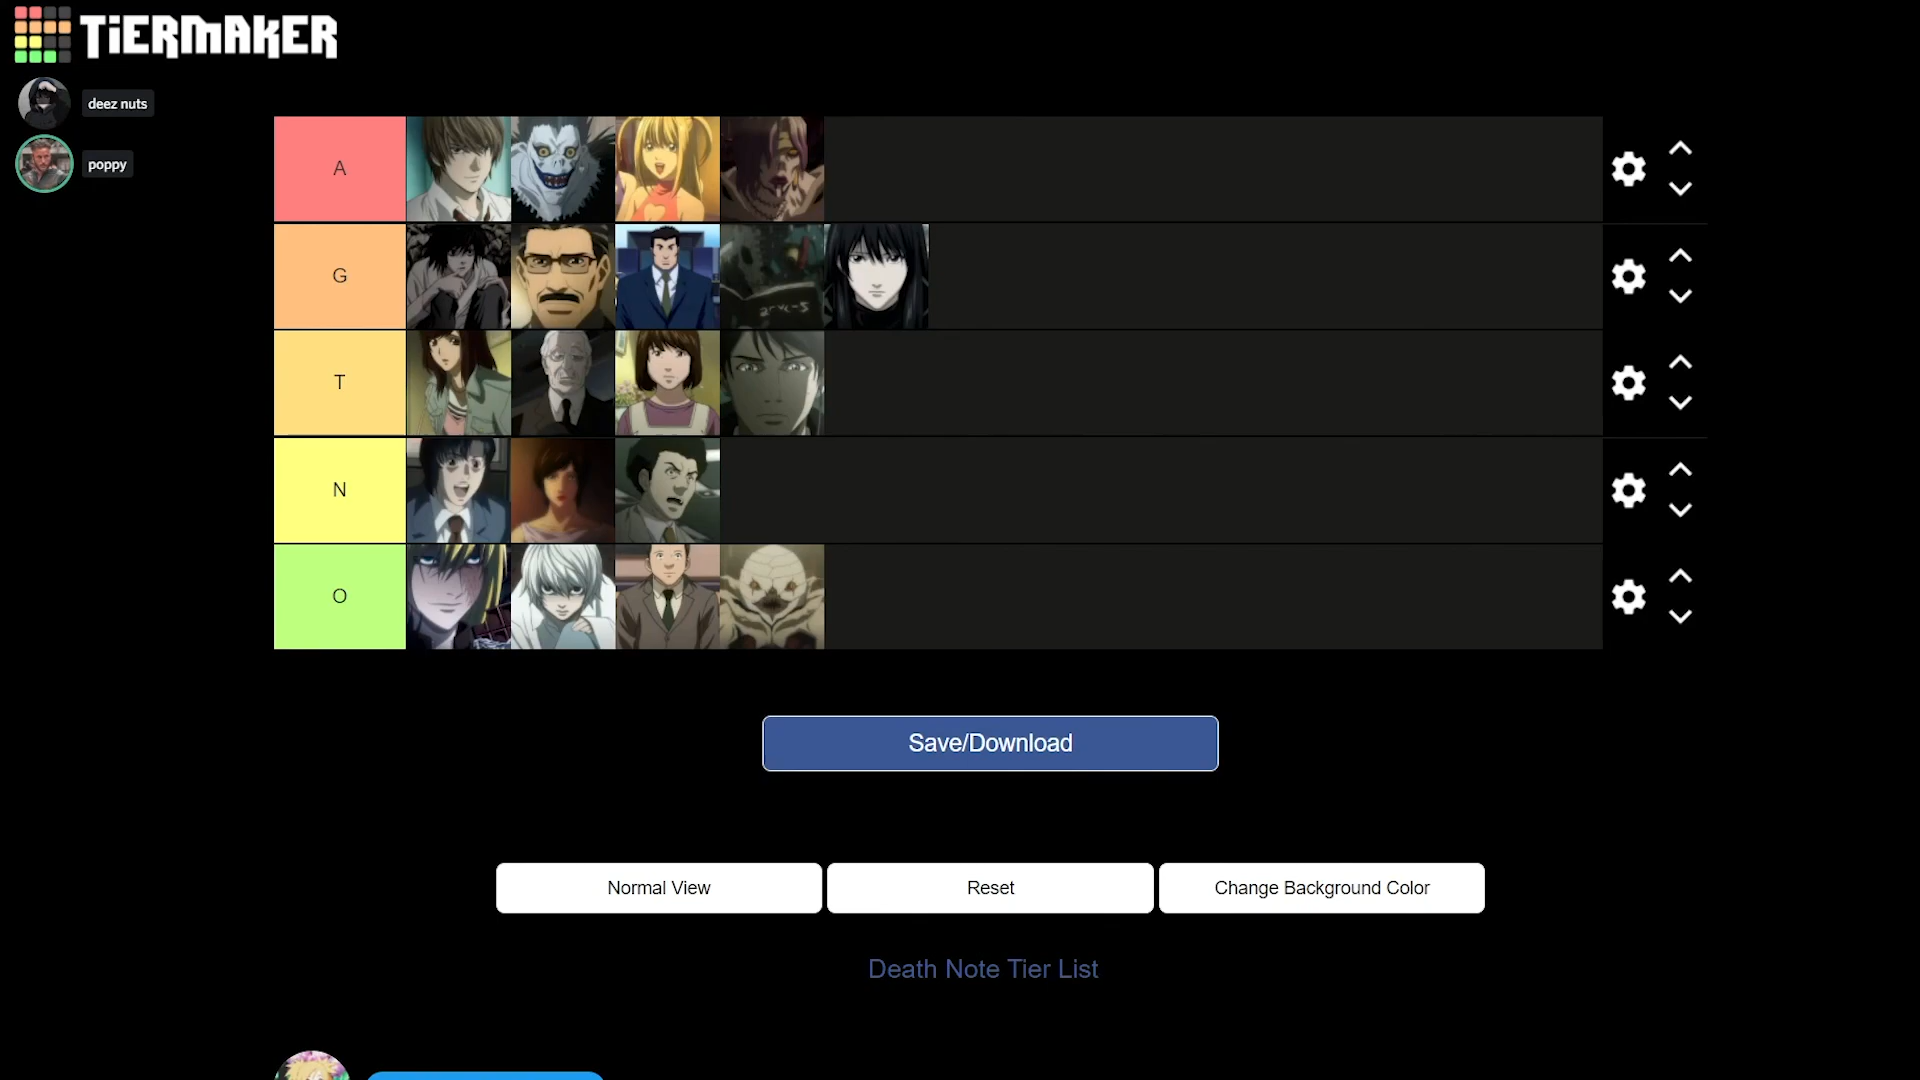 TiERMAKER
deez nuts
poppy
A
G
T
N
O
Save/Download
Normal View
Reset
Change Background Color
Death Note Tier List